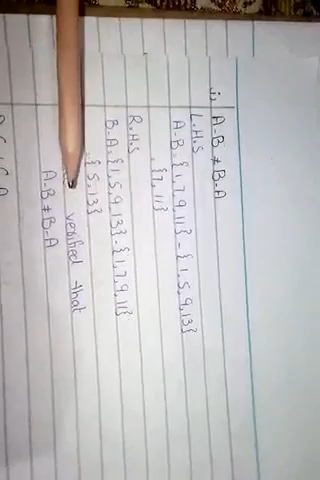 ii, A-B ≠ B-A
L.H.S
A-B = {1,7,9,11} - {1,5,9,13}
= {7,11}
R.H.S
B-A = {1,5,9,13} - {1,7,9,11}
= {5,13}
verified that
A-B ≠ B-A